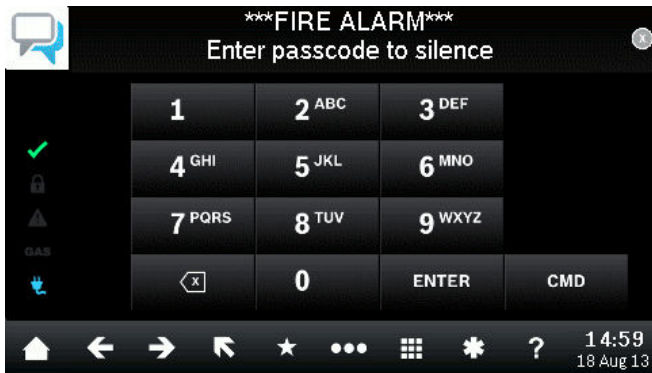 ***FIRE ALARM***
Enter passcode to silence
1 2 ABC 3 DEF
4 GHI 5 JKL 6 MNO
7 PQRS 8 TUV 9 WXYZ
GAS
0 ENTER CMD
? 14:59
18 Aug 13